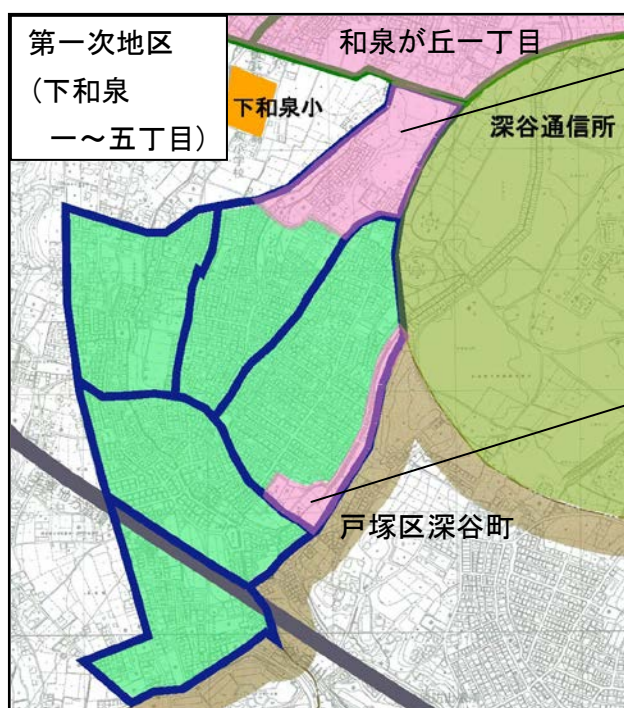 第一次地区
(下和泉
一～五丁目)
和泉が丘一丁目
下和泉小
深谷通信所
戸塚区深谷町